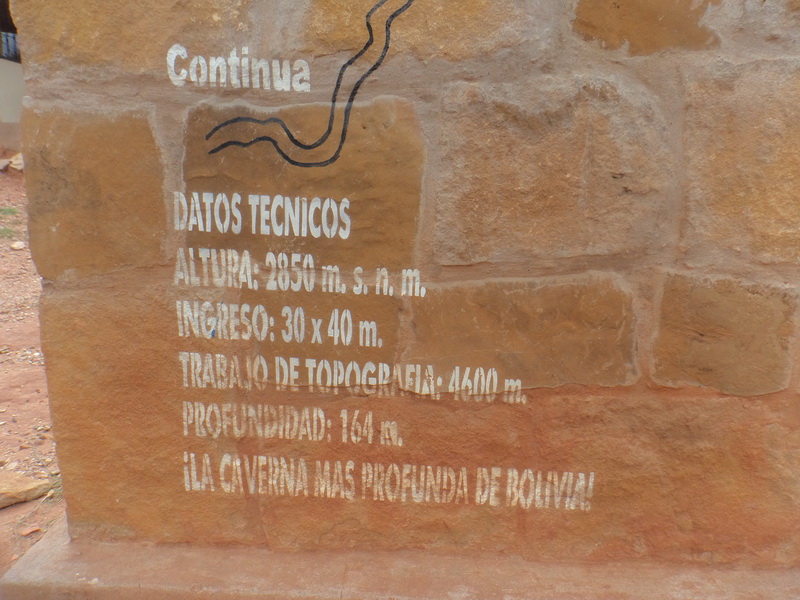 Continua
DATOS TECNICOS
ALTURA: 2850 m. s. n. m.
INGRESO: 30 x 40 m.
TRABAJO DE TOPOGRAFIA: 4600 m.
PROFUNDIDAD: 164 m.
¡LA CAVERNA MAS PROFUNDA DE BOLIVIA!